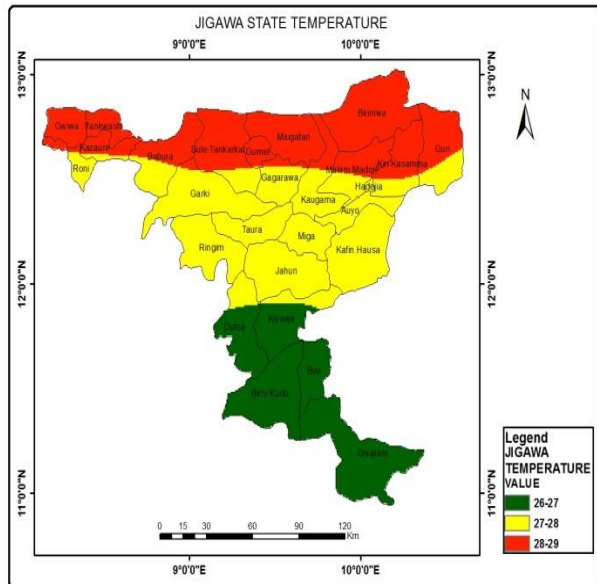 JIGAWA STATE TEMPERATURE
9°0'0"E 10°0'0"E
13°0'0"N 13°0'0"N
N
Birniwa
Gwiwa Yankwashi
Maigatari
Sule-Tankarkar Guri
Kazaure Gumel
Babura
Kiri Kasamma
Roni Malam Madori
Gagarawa
Hadejia
Garki
Kaugama
Auyo
Taura
Miga
Ringim Kafin Hausa
Jahun
12°0'0"N 12°0'0"N
Dutse Kiyawa
Buji
Birni Kudu
Gwaram
11°0'0"N 11°0'0"N
Legend
JIGAWA
TEMPERATURE
VALUE
26-27
27-28
28-29
0 15 30 60 90 120
Km
9°0'0"E 10°0'0"E